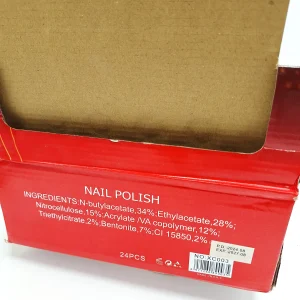 NAIL POLISH
INGREDIENTS:N-butylacetate,34%;Ethylacetate,28%;
Nitrocellulose,15%;Acrylate /VA copolymer,12%;
Triethylcitrate,2%;Bentonite,7%;CI 15850,2%
24PCS
NO.XC003